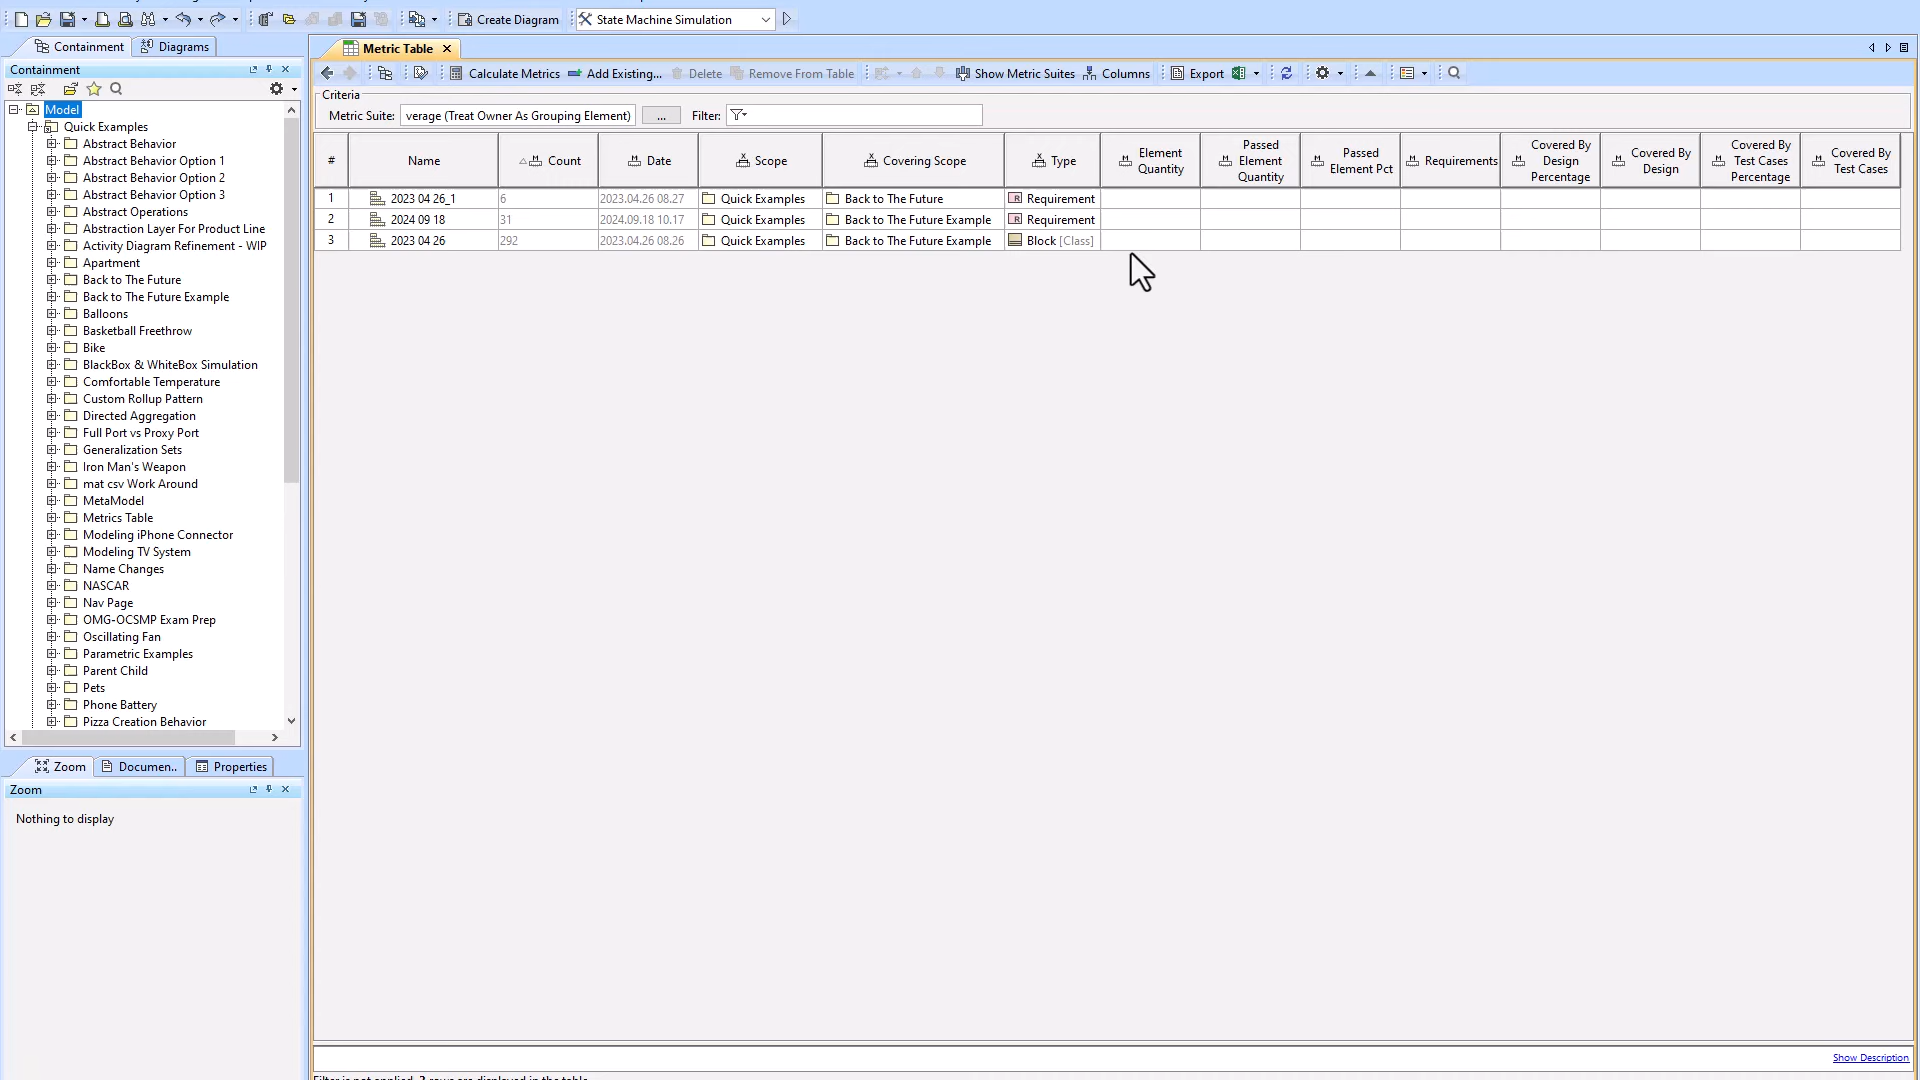 Create Diagram State Machine Simulation
Containment Diagrams
Metric Table
Containment
Calculate Metrics Add Existing... Delete Remove From Table Show Metric Suites Columns Export
Criteria
Metric Suite: verage (Treat Owner As Grouping Element) ... Filter:
# Name Count Date Scope Covering Scope Type Element Quantity Passed Element Quantity Passed Element Pct Requirements Covered By Design Percentage Covered By Design Covered By Test Cases Percentage Covered By Test Cases
1 2023 04 26_1 6 2023.04.26 08.27 Quick Examples Back to The Future Requirement
2 2024 09 18 31 2024.09.18 10.17 Quick Examples Back to The Future Example Requirement
3 2023 04 26 292 2023.04.26 08.26 Quick Examples Back to The Future Example Block [Class]
Model
Quick Examples
Abstract Behavior
Abstract Behavior Option 1
Abstract Behavior Option 2
Abstract Behavior Option 3
Abstract Operations
Abstraction Layer For Product Line
Activity Diagram Refinement - WIP
Apartment
Back to The Future
Back to The Future Example
Balloons
Basketball Freethrow
Bike
BlackBox & WhiteBox Simulation
Comfortable Temperature
Custom Rollup Pattern
Directed Aggregation
Full Port vs Proxy Port
Generalization Sets
Iron Man's Weapon
mat csv Work Around
MetaModel
Metrics Table
Modeling iPhone Connector
Modeling TV System
Name Changes
NASCAR
Nav Page
OMG-OCSMP Exam Prep
Oscillating Fan
Parametric Examples
Parent Child
Pets
Phone Battery
Pizza Creation Behavior
Zoom Documen.. Properties
Zoom
Nothing to display
Show Description
Filter is not applied. 3 rows are displayed in the table